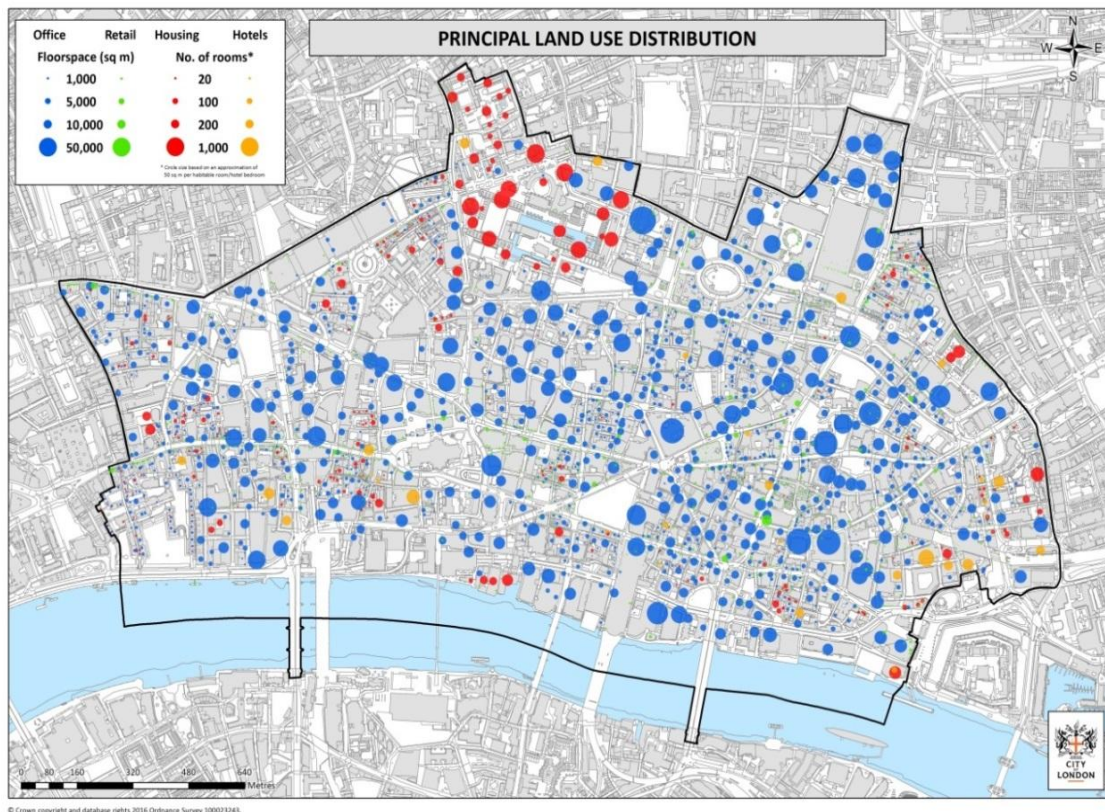 PRINCIPAL LAND USE DISTRIBUTION
Office Retail Housing Hotels
Floorspace (sq m) No. of rooms*
1,000 20
5,000 100
10,000 200
50,000 1,000
* Circle size based on an approximation of
50 sq m per habitable room/hotel bedroom
N
W E
S
0 80 160 320 480 640
Metres
CITY
OF
LONDON
© Crown copyright and database rights 2016 Ordnance Survey 100023243.